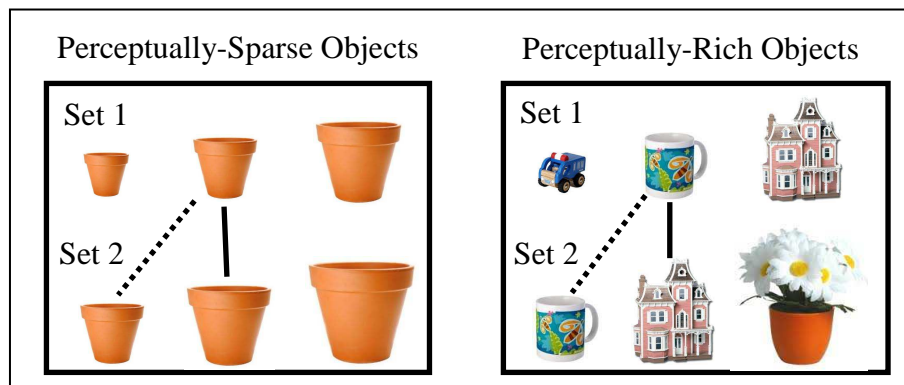 Perceptually-Sparse Objects
Set 1
Set 2
Perceptually-Rich Objects
Set 1
Set 2